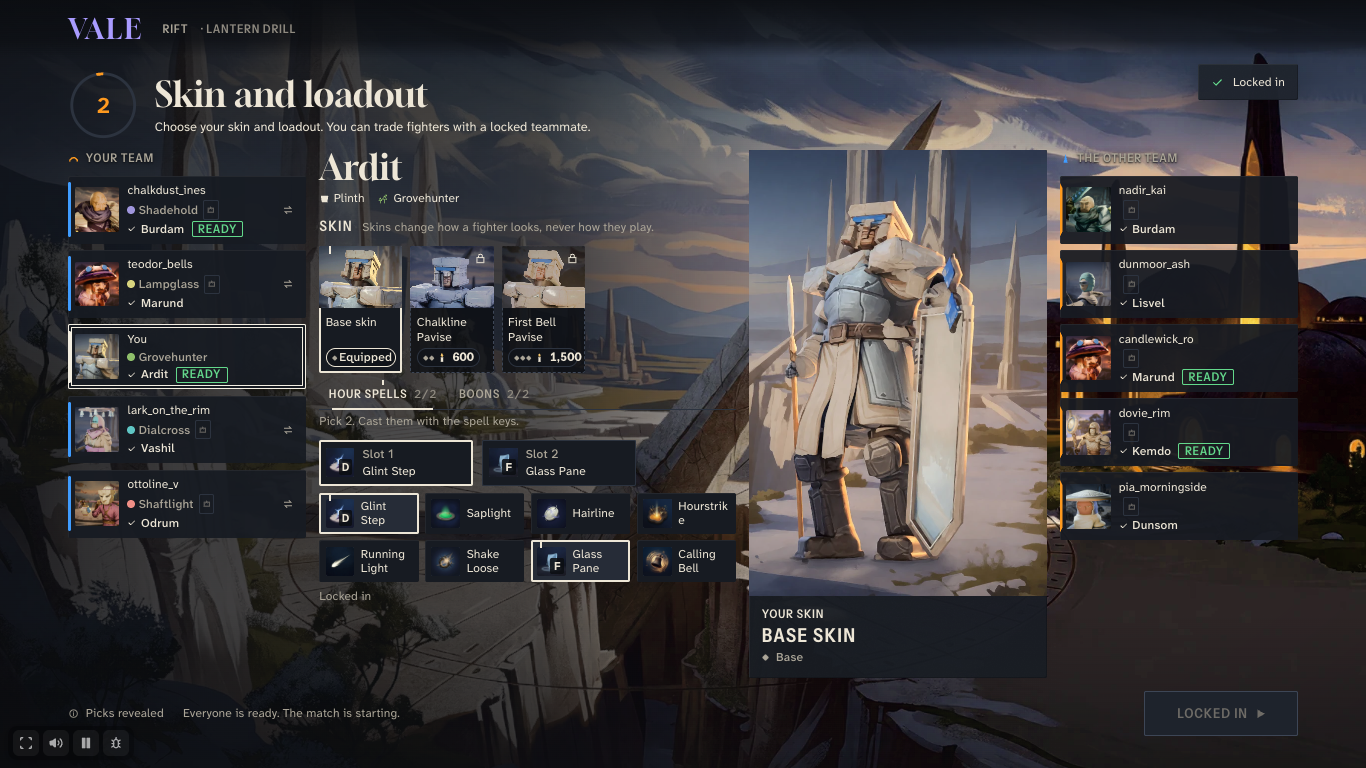 VALE
RIFT · LANTERN DRILL
2
Skin and loadout
Choose your skin and loadout. You can trade fighters with a locked teammate.
Locked in
YOUR TEAM
chalkdust_ines
Shadehold
Burdam READY
teodor_bells
Lampglass
Marund
You
Grovehunter
Ardit READY
lark_on_the_rim
Dialcross
Vashil
ottoline_v
Shaftlight
Odrum
Ardit
Plinth Grovehunter
SKIN Skins change how a fighter looks, never how they play.
Base skin
Equipped
Chalkline
Pavise
600
First Bell
Pavise
1,500
HOUR SPELLS 2/2 BOONS 2/2
Pick 2. Cast them with the spell keys.
D
Slot 1
Glint Step
F
Slot 2
Glass Pane
D
Glint
Step
Saplight
Hairline
Hourstrik
e
Running
Light
Shake
Loose
F
Glass
Pane
Calling
Bell
Locked in
YOUR SKIN
BASE SKIN
Base
THE OTHER TEAM
nadir_kai
Burdam
dunmoor_ash
Lisvel
candlewick_ro
Marund READY
dovie_rim
Kemdo READY
pia_morningside
Dunsom
Picks revealed Everyone is ready. The match is starting.
LOCKED IN